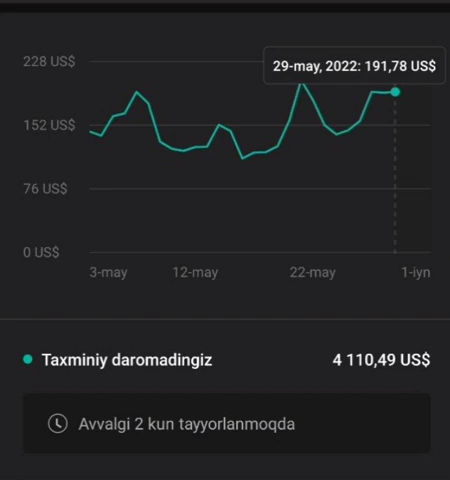 228 US$
29-may, 2022: 191,78 US$
152 US$
76 US$
0 US$
3-may 12-may 22-may 1-iyn
Taxminiy daromadingiz 4 110,49 US$
Avvalgi 2 kun tayyorlanmoqda